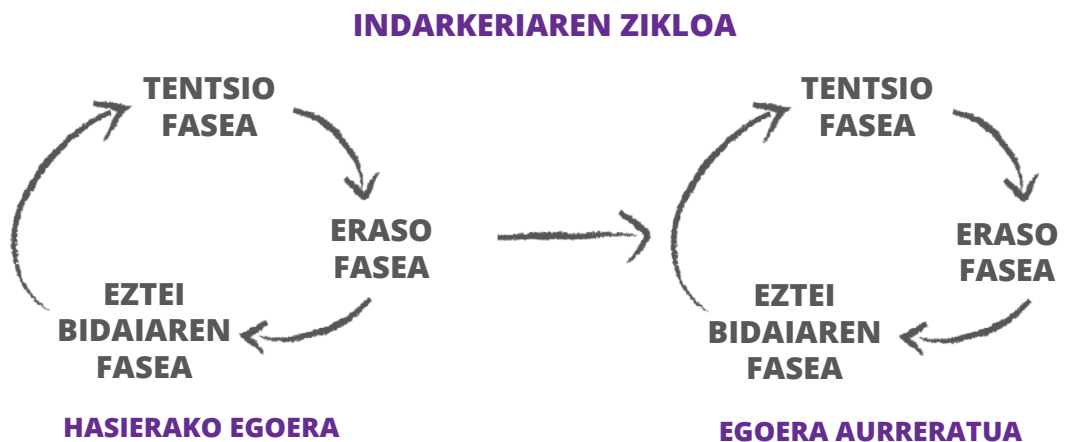 INDARKERIAREN ZIKLOA
TENTSIO
FASEA
ERASO
FASEA
EZTEI
BIDAIAREN
FASEA
HASIERAKO EGOERA
TENTSIO
FASEA
ERASO
FASEA
EZTEI
BIDAIAREN
FASEA
EGOERA AURRERATUA